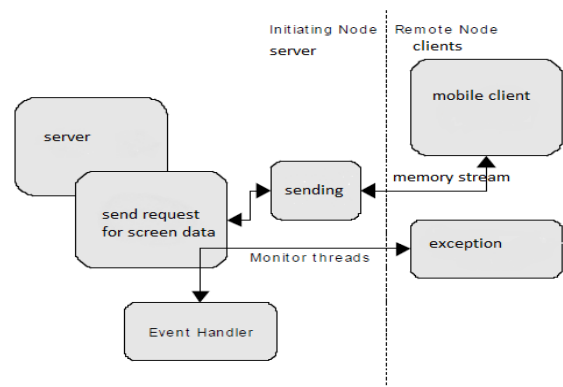 Initiating Node
server
Remote Node
clients
mobile client
server
sending
memory stream
send request
for screen data
exception
Monitor threads
Event Handler